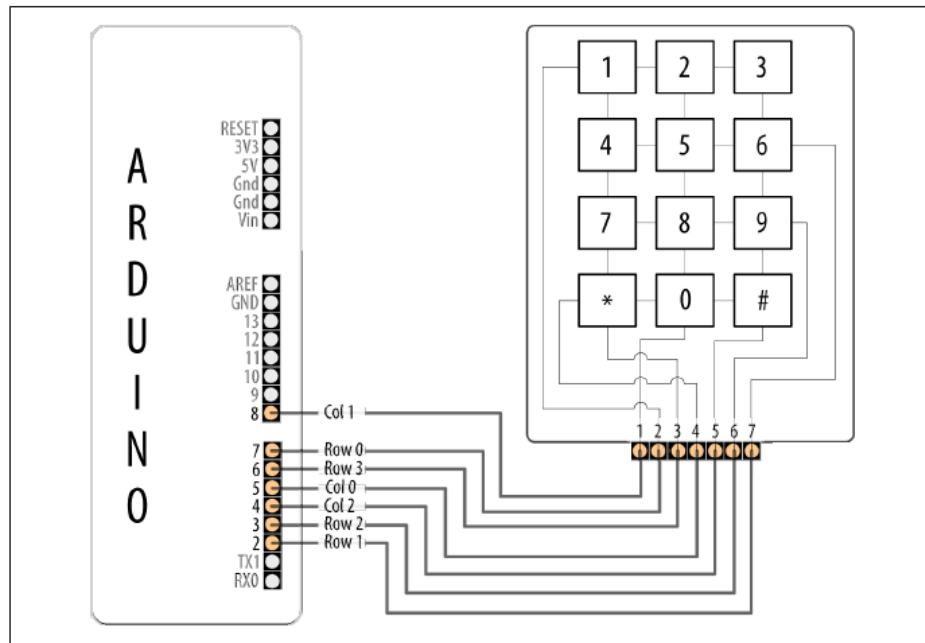 ARDUINO
RESET
3V3
5V
Gnd
Gnd
Vin
AREF
GND
13
12
11
10
9
8 Col 1
7 Row 0
6 Row 3
5 Col 0
4 Col 2
3 Row 2
2 Row 1
TX1
RX0
1 2 3
4 5 6
7 8 9
* 0 #
1 2 3 4 5 6 7